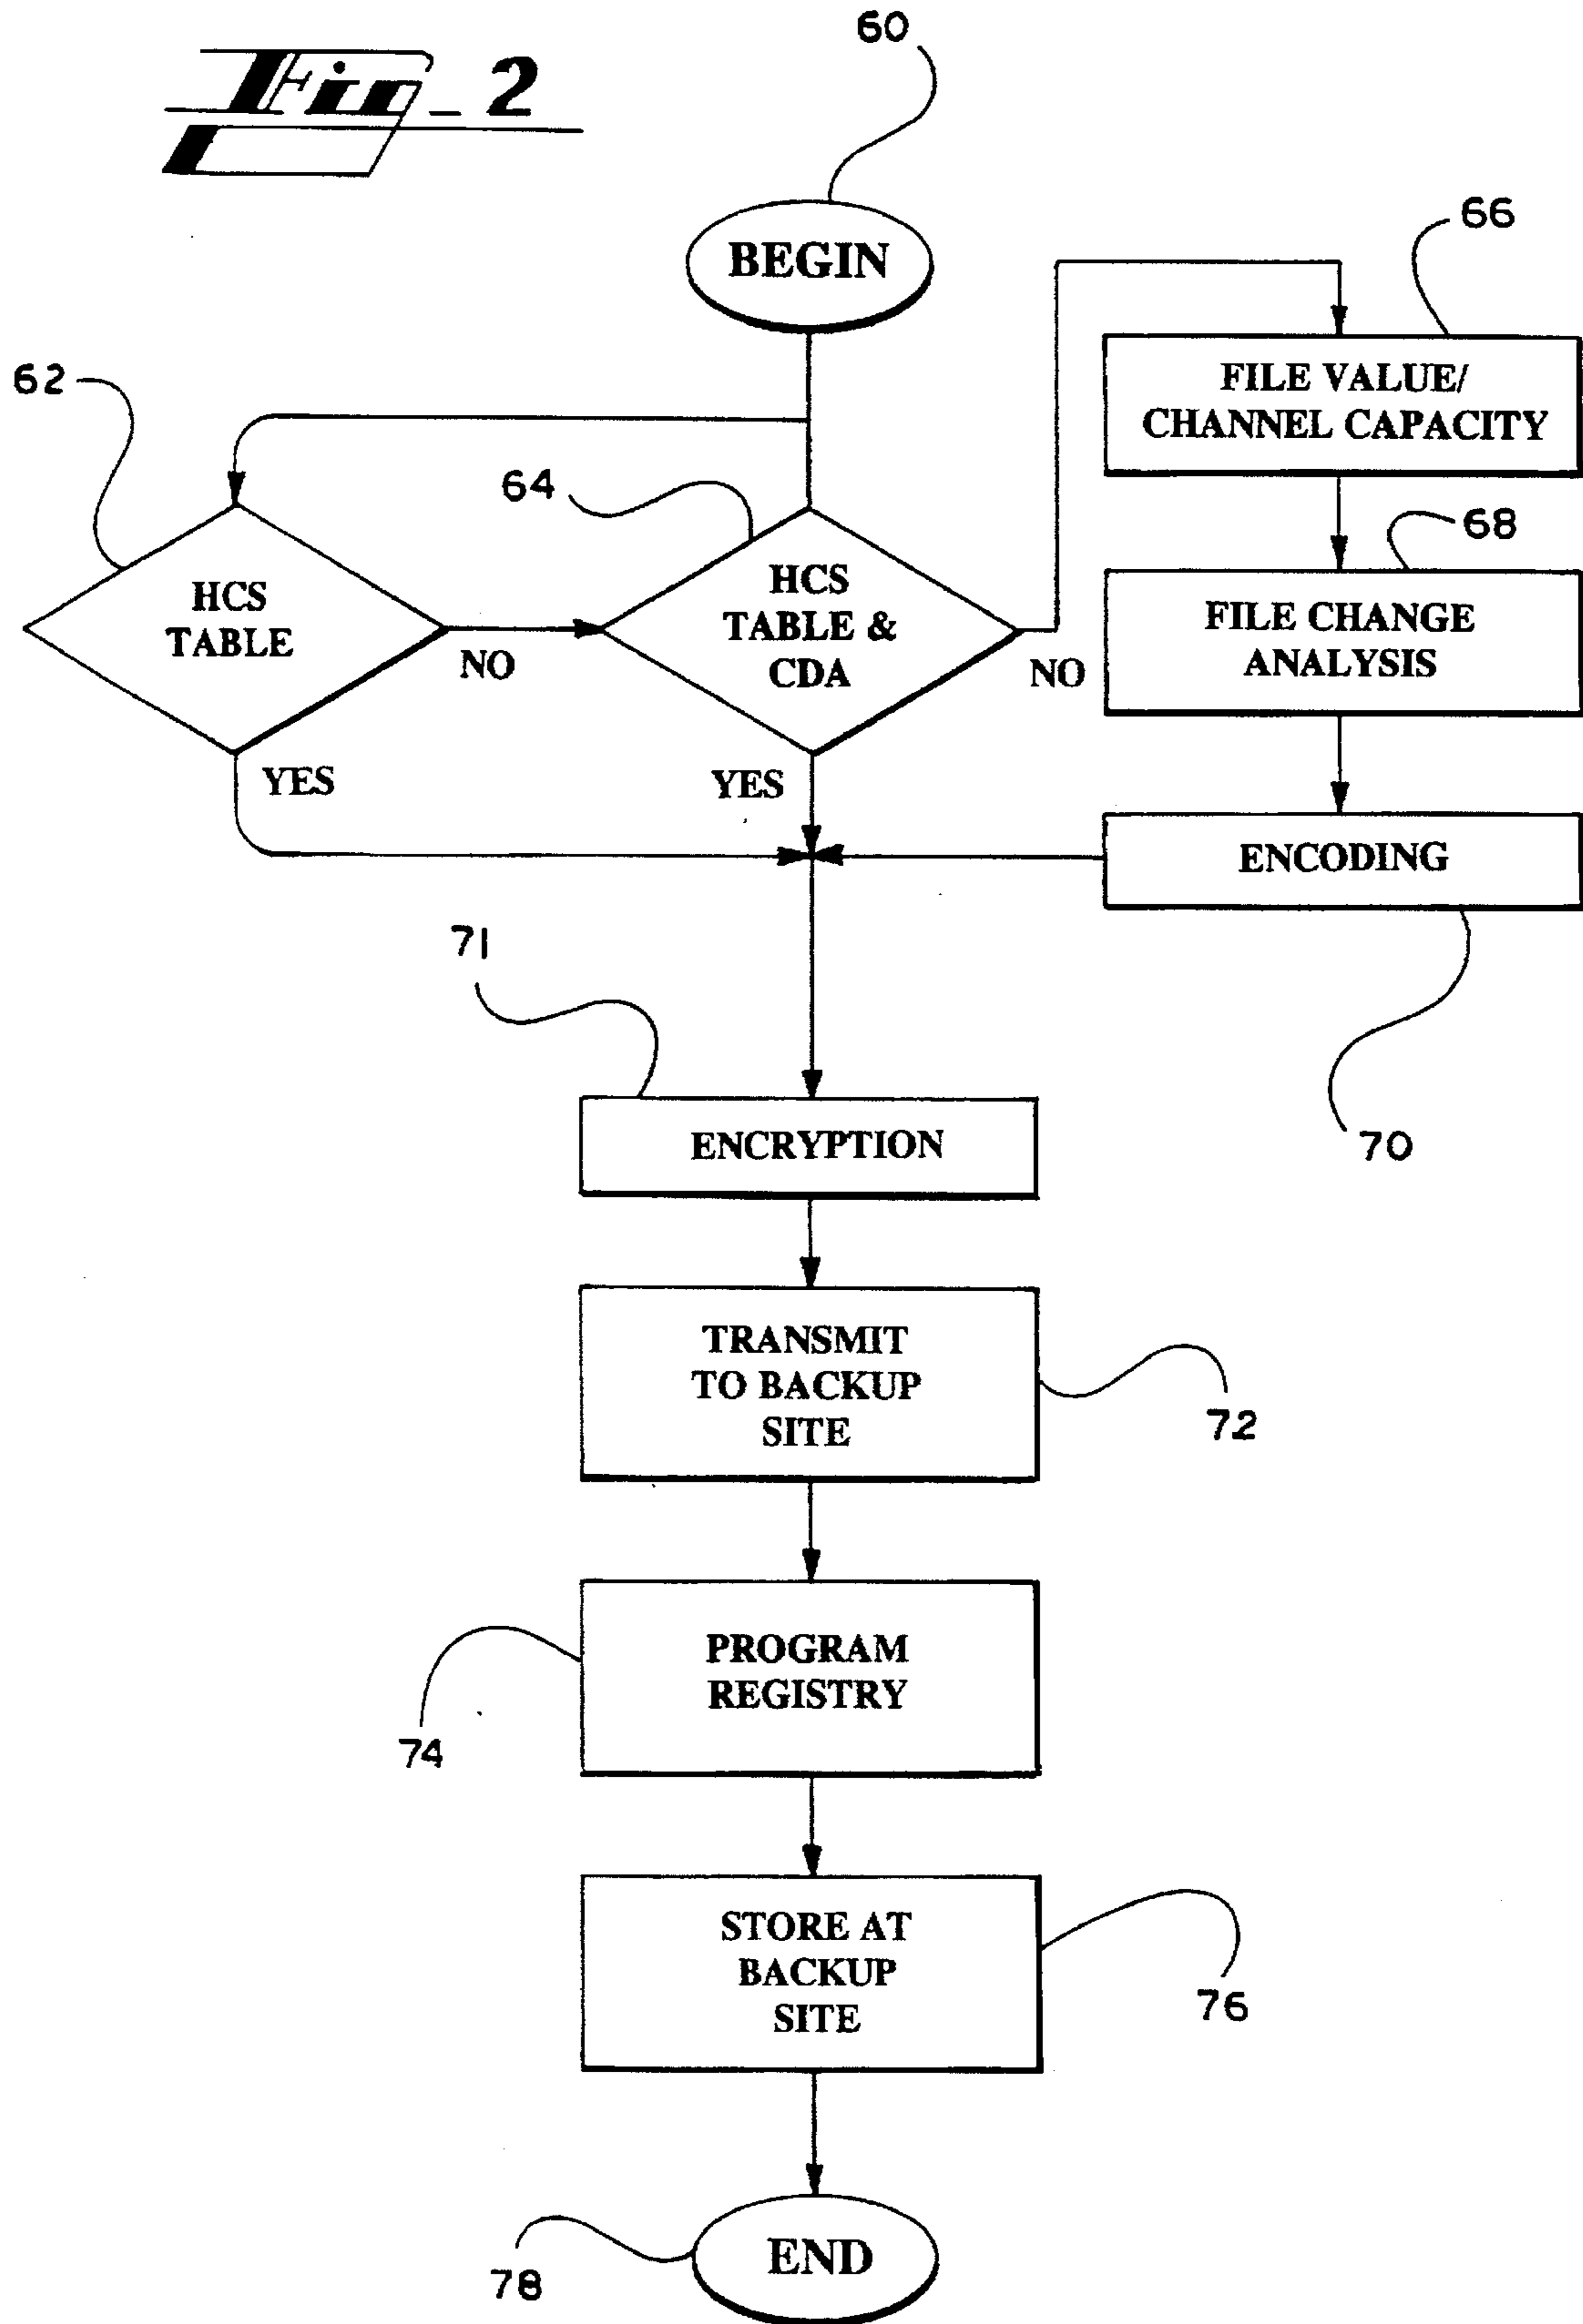 Fig_2
60
BEGIN
66
FILE VALUE/
CHANNEL CAPACITY
62
64
68
HCS
TABLE
NO
HCS
TABLE &
CDA
NO
FILE CHANGE
ANALYSIS
YES
YES
ENCODING
71
70
ENCRYPTION
TRANSMIT
TO BACKUP
SITE
72
PROGRAM
REGISTRY
74
STORE AT
BACKUP
SITE
76
END
78